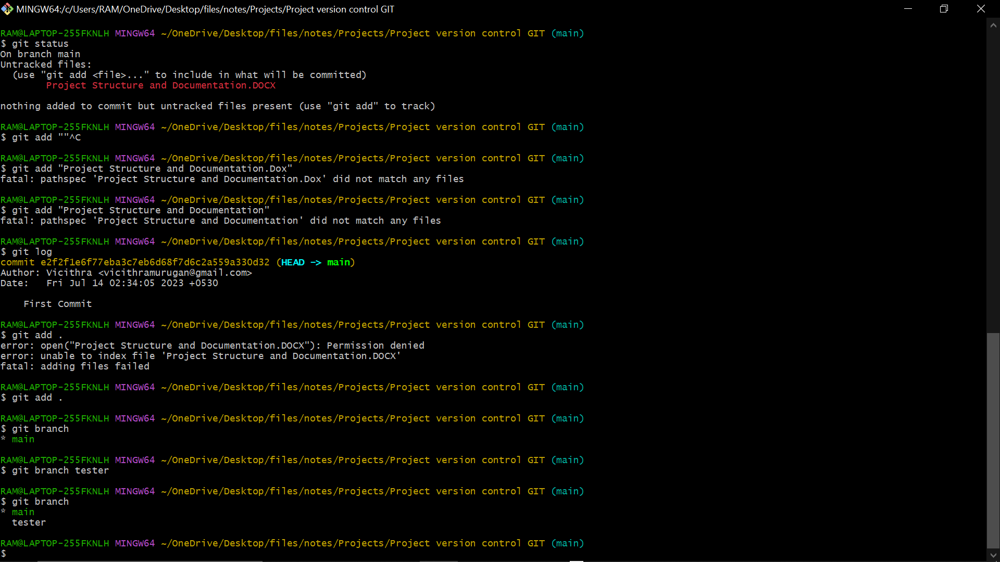 MINGW64:/c/Users/RAM/OneDrive/Desktop/files/notes/Projects/Project version control GIT
RAM@LAPTOP-255FKNLH MINGW64 ~/OneDrive/Desktop/files/notes/Projects/Project version control GIT (main)
$ git status
On branch main
Untracked files:
  (use "git add <file>..." to include in what will be committed)
        Project Structure and Documentation.DOCX
nothing added to commit but untracked files present (use "git add" to track)
RAM@LAPTOP-255FKNLH MINGW64 ~/OneDrive/Desktop/files/notes/Projects/Project version control GIT (main)
$ git add ""^C
RAM@LAPTOP-255FKNLH MINGW64 ~/OneDrive/Desktop/files/notes/Projects/Project version control GIT (main)
$ git add "Project Structure and Documentation.Dox"
fatal: pathspec 'Project Structure and Documentation.Dox' did not match any files
RAM@LAPTOP-255FKNLH MINGW64 ~/OneDrive/Desktop/files/notes/Projects/Project version control GIT (main)
$ git add "Project Structure and Documentation"
fatal: pathspec 'Project Structure and Documentation' did not match any files
RAM@LAPTOP-255FKNLH MINGW64 ~/OneDrive/Desktop/files/notes/Projects/Project version control GIT (main)
$ git log
commit e2f2f1e6f77eba3c7eb6d68f7d6c2a559a330d32 (HEAD -> main)
Author: Vicithra <vicithramurugan@gmail.com>
Date:   Fri Jul 14 02:34:05 2023 +0530
    First Commit
RAM@LAPTOP-255FKNLH MINGW64 ~/OneDrive/Desktop/files/notes/Projects/Project version control GIT (main)
$ git add .
error: open("Project Structure and Documentation.DOCX"): Permission denied
error: unable to index file 'Project Structure and Documentation.DOCX'
fatal: adding files failed
RAM@LAPTOP-255FKNLH MINGW64 ~/OneDrive/Desktop/files/notes/Projects/Project version control GIT (main)
$ git add .
RAM@LAPTOP-255FKNLH MINGW64 ~/OneDrive/Desktop/files/notes/Projects/Project version control GIT (main)
$ git branch
* main
RAM@LAPTOP-255FKNLH MINGW64 ~/OneDrive/Desktop/files/notes/Projects/Project version control GIT (main)
$ git branch tester
RAM@LAPTOP-255FKNLH MINGW64 ~/OneDrive/Desktop/files/notes/Projects/Project version control GIT (main)
$ git branch
* main
  tester
RAM@LAPTOP-255FKNLH MINGW64 ~/OneDrive/Desktop/files/notes/Projects/Project version control GIT (main)
$